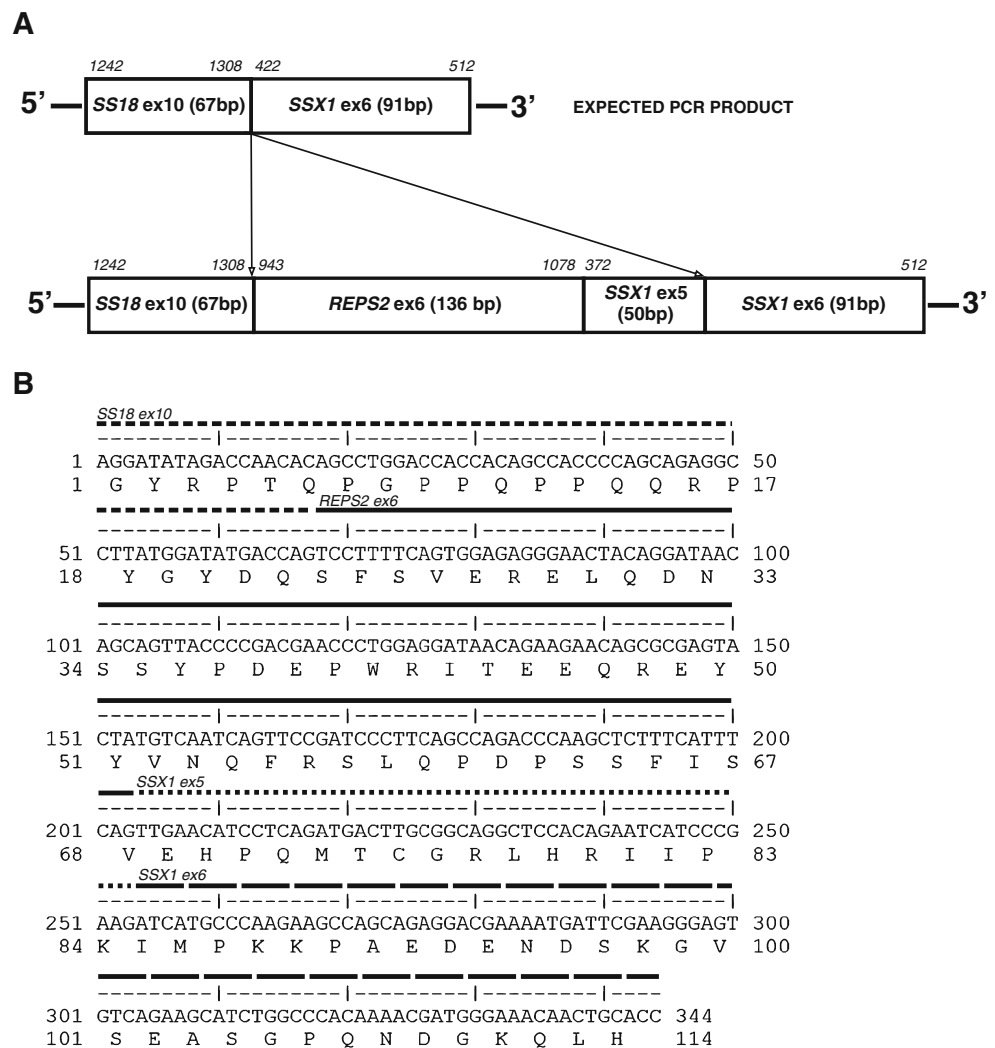 A
1242 1308 422 512
5’ SS18 ex10 (67bp) SSX1 ex6 (91bp) 3’ EXPECTED PCR PRODUCT
1242 1308 943 1078 372 512
5’ SS18 ex10 (67bp) REPS2 ex6 (136 bp) SSX1 ex5 (50bp) SSX1 ex6 (91bp) 3’
B
SS18 ex10
---------|---------|---------|---------|---------|
1 AGGATATAGACCAACACAGCCTGGACCACCACAGCCACCCCAGCAGAGGC 50
1 G Y R P T Q P G P P Q P P Q Q R P 17
REPS2 ex6
---------|---------|---------|---------|---------|
51 CTTATGGATATGACCAGTCCTTTTCAGTGGAGAGGGAACTACAGGATAAC 100
18 Y G Y D Q S F S V E R E L Q D N 33
---------|---------|---------|---------|---------|
101 AGCAGTTACCCCGACGAACCCTGGAGGATAACAGAAGAACAGCGCGAGTA 150
34 S S Y P D E P W R I T E E Q R E Y 50
---------|---------|---------|---------|---------|
151 CTATGTCAATCAGTTCCGATCCCTTCAGCCAGACCCAAGCTCTTTCATTT 200
51 Y V N Q F R S L Q P D P S S F I S 67
SSX1 ex5
---------|---------|---------|---------|---------|
201 CAGTTGAACATCCTCAGATGACTTGCGGCAGGCTCCACAGAATCATCCCG 250
68 V E H P Q M T C G R L H R I I P 83
SSX1 ex6
---------|---------|---------|---------|---------|
251 AAGATCATGCCCAAGAAGCCAGCAGAGGACGAAAATGATTCGAAGGGAGT 300
84 K I M P K K P A E D E N D S K G V 100
---------|---------|---------|---------|----
301 GTCAGAAGCATCTGGCCCACAAAACGATGGGAAACAACTGCACC 344
101 S E A S G P Q N D G K Q L H 114